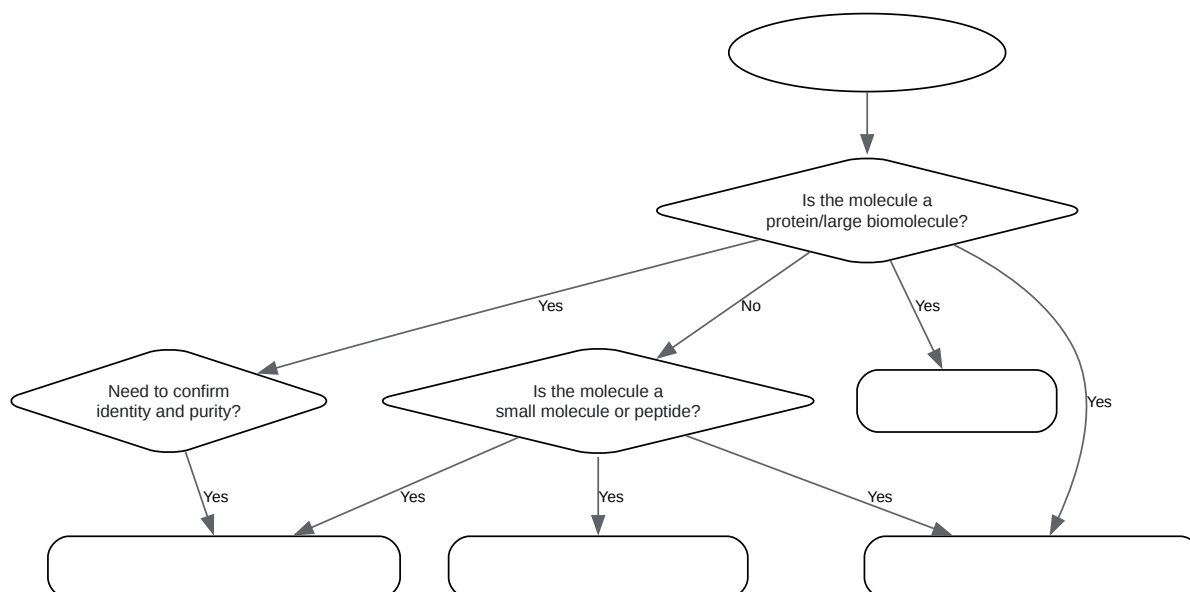 Is the molecule a
protein/large biomolecule?
Yes
No
Yes
Need to confirm
identity and purity?
Is the molecule a
small molecule or peptide?
Yes
Yes
Yes
Yes
Yes